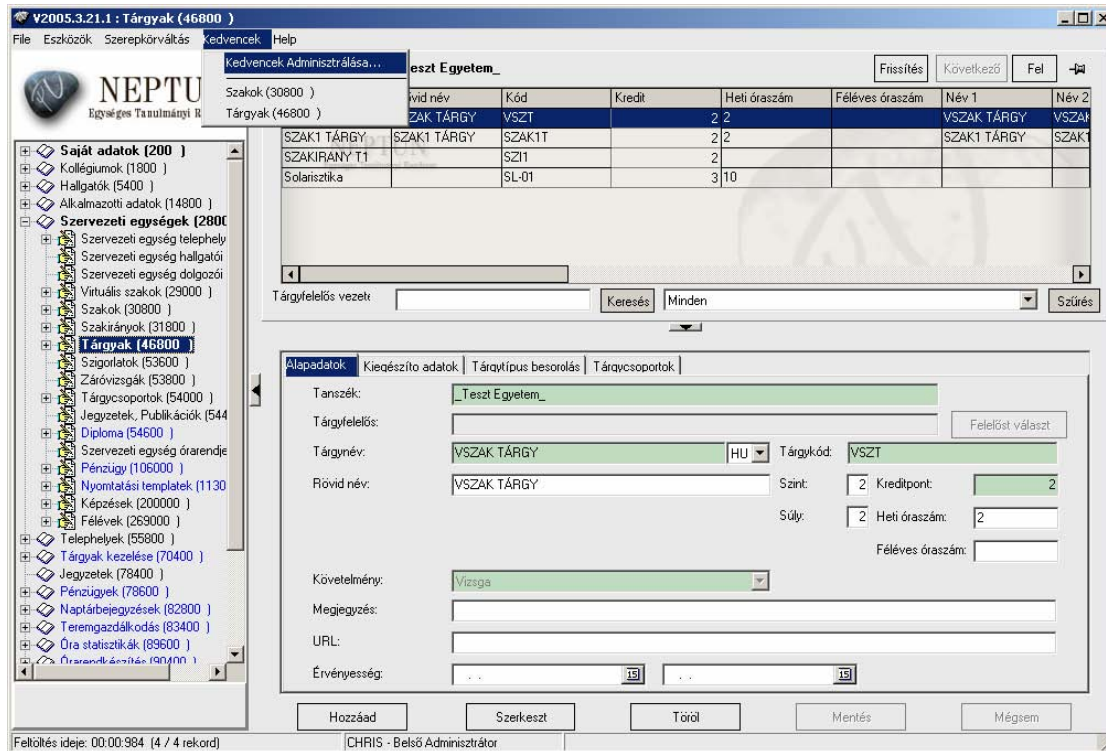 V2005.3.21.1 : Tárgyak (46800 )
File Eszközök Szerepkörváltás Kedvencek Help
Kedvencek Adminisztrálása...
Szakok (30800 )
Tárgyak (46800 )
NEPTU
Egységes Tanulmányi R
eszt Egyetem_
Frissítés Következő Fel
vid név Kód Kredit Heti óraszám Féléves óraszám Név 1 Név 2
ZAK TÁRGY VSZT 2 2 VSZAK TÁRGY VSZAK
SZAK1 TÁRGY SZAK1 TÁRGY SZAK1T 2 2 SZAK1 TÁRGY SZAK1
SZAKIRÁNY T1 SZI1 2
Solarisztika SL-01 3 10
Tárgyfelelős vezeté Keresés Minden Szűrés
Saját adatok (200 )
Kollégiumok (1800 )
Hallgatók (5400 )
Alkalmazotti adatok (14800 )
Szervezeti egységek (2800
Szervezeti egység telephely
Szervezeti egység hallgatói
Szervezeti egység dolgozói
Virtuális szakok (29000 )
Szakok (30800 )
Szakirányok (31800 )
Tárgyak (46800 )
Szigorlatok (53600 )
Záróvizsgák (53800 )
Tárgycsoportok (54000 )
Jegyzetek, Publikációk (544
Diploma (54600 )
Szervezeti egység órarendje
Pénzügy (106000 )
Nyomtatási templatek (1130
Képzések (200000 )
Félévek (269000 )
Telephelyek (55800 )
Tárgyak kezelése (70400 )
Jegyzetek (78400 )
Pénzügyek (78600 )
Naptárbejegyzések (82800 )
Teremgazdálkodás (83400 )
Óra statisztikák (89600 )
Órarendkészítés (90400 )
Alapadatok Kiegészíto adatok Tárgytípus besorolás Tárgycsoportok
Tanszék: _Teszt Egyetem_
Tárgyfelelős: Felelőst választ
Tárgynév: VSZAK TÁRGY HU Tárgykód: VSZT
Rövid név: VSZAK TÁRGY Szint: 2 Kreditpont: 2
Súly: 2 Heti óraszám: 2
Féléves óraszám:
Követelmény: Vizsga
Megjegyzés:
URL:
Érvényesség: . . 15 . . 15
Hozzáad Szerkeszt Töröl Mentés Mégsem
Feltöltés ideje: 00:00:984 (4 / 4 rekord) CHRIS - Belső Adminisztrátor